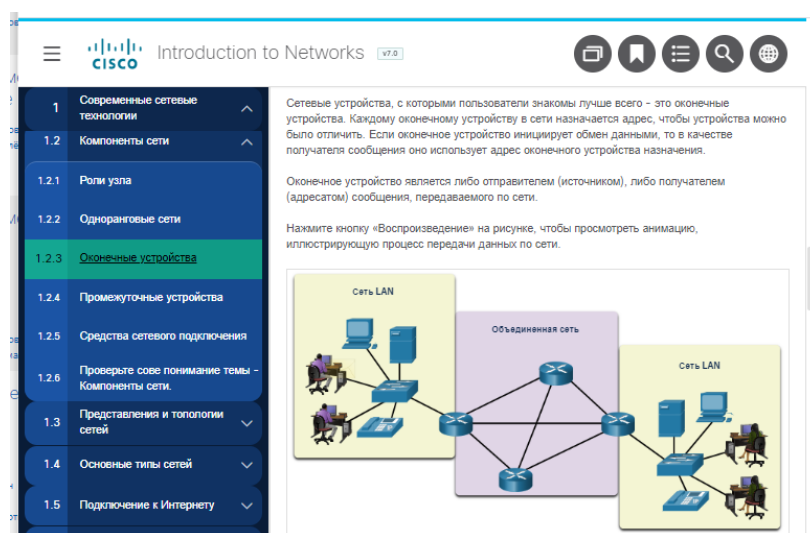 CISCO
Introduction to Networks v7.0
1 Современные сетевые
технологии
1.2 Компоненты сети
1.2.1 Роли узла
1.2.2 Одноранговые сети
1.2.3 Оконечные устройства
1.2.4 Промежуточные устройства
1.2.5 Средства сетевого подключения
1.2.6 Проверьте сове понимание темы -
Компоненты сети.
1.3 Представления и топологии
сетей
1.4 Основные типы сетей
1.5 Подключение к Интернету
Сетевые устройства, с которыми пользователи знакомы лучше всего - это оконечные
устройства. Каждому оконечному устройству в сети назначается адрес, чтобы устройства можно
было отличить. Если оконечное устройство инициирует обмен данными, то в качестве
получателя сообщения оно использует адрес оконечного устройства назначения.
Оконечное устройство является либо отправителем (источником), либо получателем
(адресатом) сообщения, передаваемого по сети.
Нажмите кнопку «Воспроизведение» на рисунке, чтобы просмотреть анимацию,
иллюстрирующую процесс передачи данных по сети.
Сеть LAN
Объединенная сеть
Сеть LAN